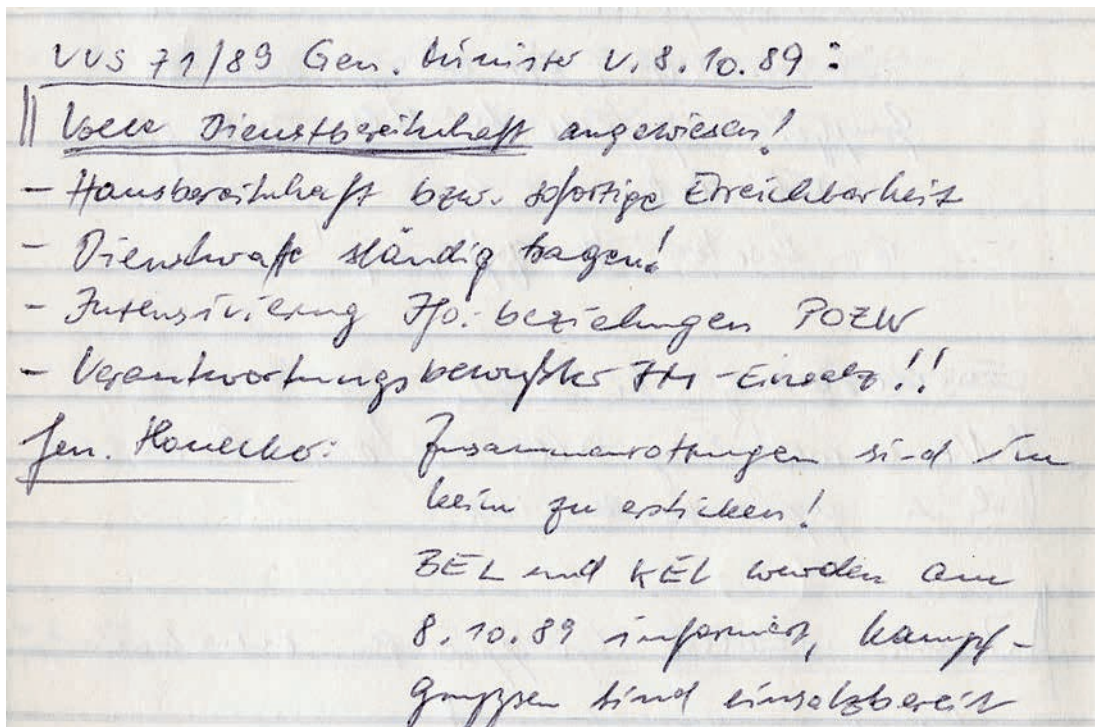 VVS 71/89 Gen. Minister v. 8.10.89:
Volle Dienstbereitschaft angewiesen!
- Hausbereitschaft bzw. sofortige Erreichbarkeit
- Dienstwaffe ständig tragen!
- Intensivierung Ifo.-beziehungen POZW
- Verantwortungsbewußter IM-Einsatz!!
Gen. Honecker: Zusammenrottungen sind im
Keim zu ersticken!
BEL und KEL wurden am
8.10.89 informiert, Kampf-
gruppen sind einsatzbereit